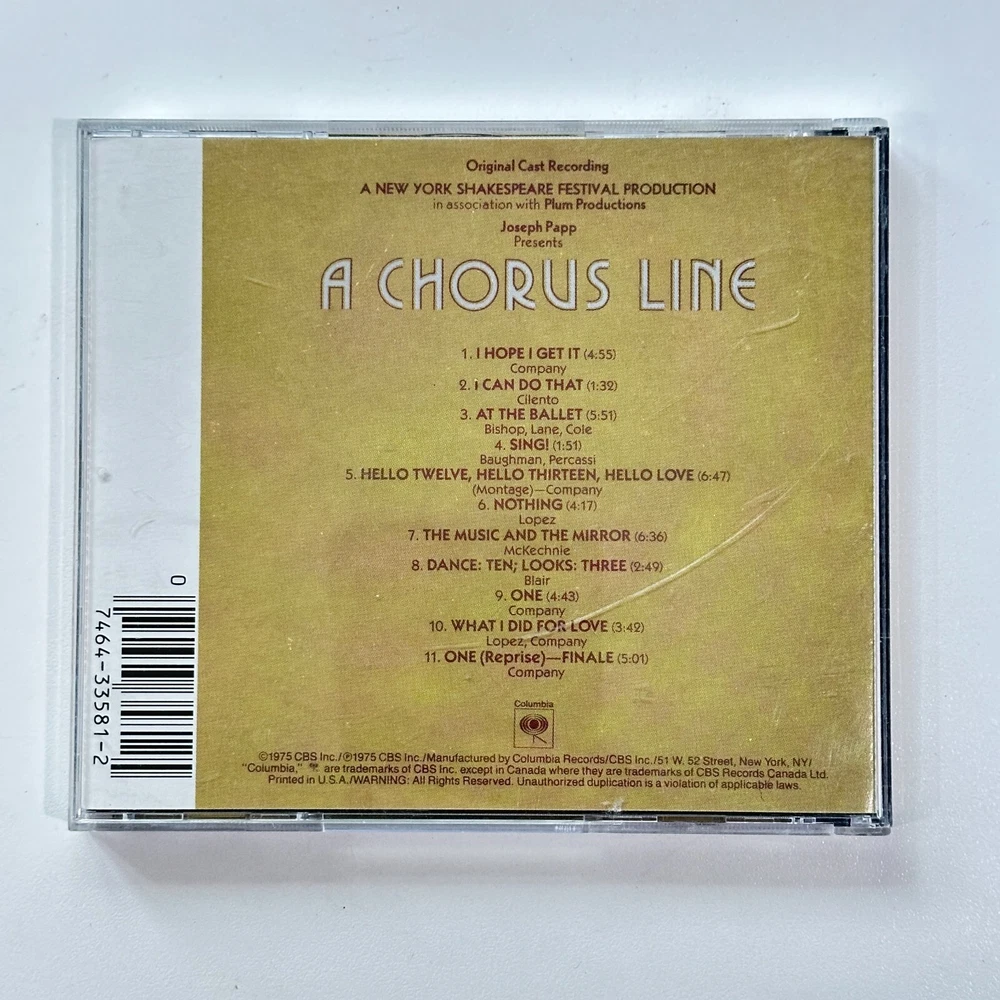 Original Cast Recording
A NEW YORK SHAKESPEARE FESTIVAL PRODUCTION
in association with Plum Productions
Joseph Papp
Presents
A CHORUS LINE
1. I HOPE I GET IT (4:55)
Company
2. I CAN DO THAT (1:32)
Cilento
3. AT THE BALLET (5:51)
Bishop, Lane, Cole
4. SING! (1:51)
Baughman, Percassi
5. HELLO TWELVE, HELLO THIRTEEN, HELLO LOVE (6:47)
(Montage)—Company
6. NOTHING (4:17)
Lopez
7. THE MUSIC AND THE MIRROR (6:36)
McKechnie
8. DANCE: TEN; LOOKS: THREE (2:49)
Blair
9. ONE (4:43)
Company
10. WHAT I DID FOR LOVE (3:42)
Lopez, Company
11. ONE (Reprise)—FINALE (5:01)
Company
Columbia
©1975 CBS Inc./℗1975 CBS Inc./Manufactured by Columbia Records/CBS Inc./51 W. 52 Street, New York, NY/
"Columbia," are trademarks of CBS Inc. except in Canada where they are trademarks of CBS Records Canada Ltd.
Printed in U.S.A./WARNING: All Rights Reserved. Unauthorized duplication is a violation of applicable laws.
0
7464-33581-2